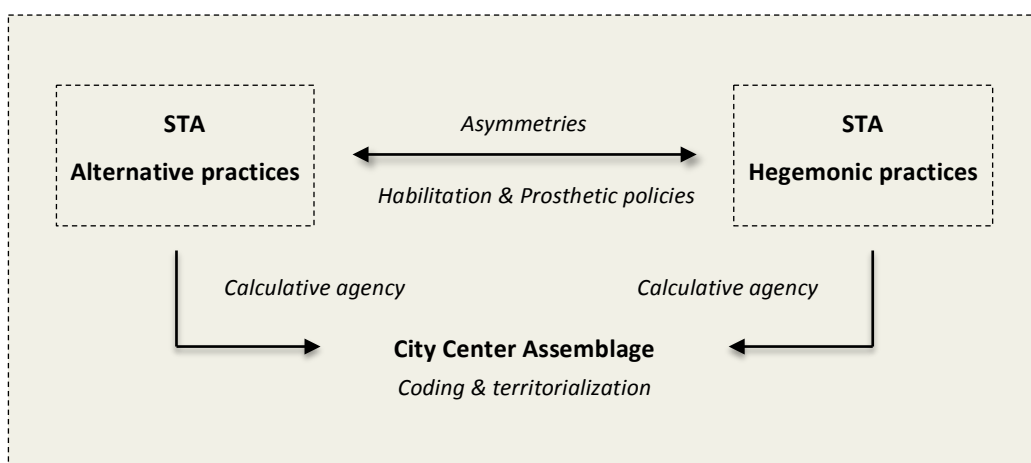 STA
Alternative practices
Asymmetries
Habilitation & Prosthetic policies
STA
Hegemonic practices
Calculative agency
Calculative agency
City Center Assemblage
Coding & territorialization